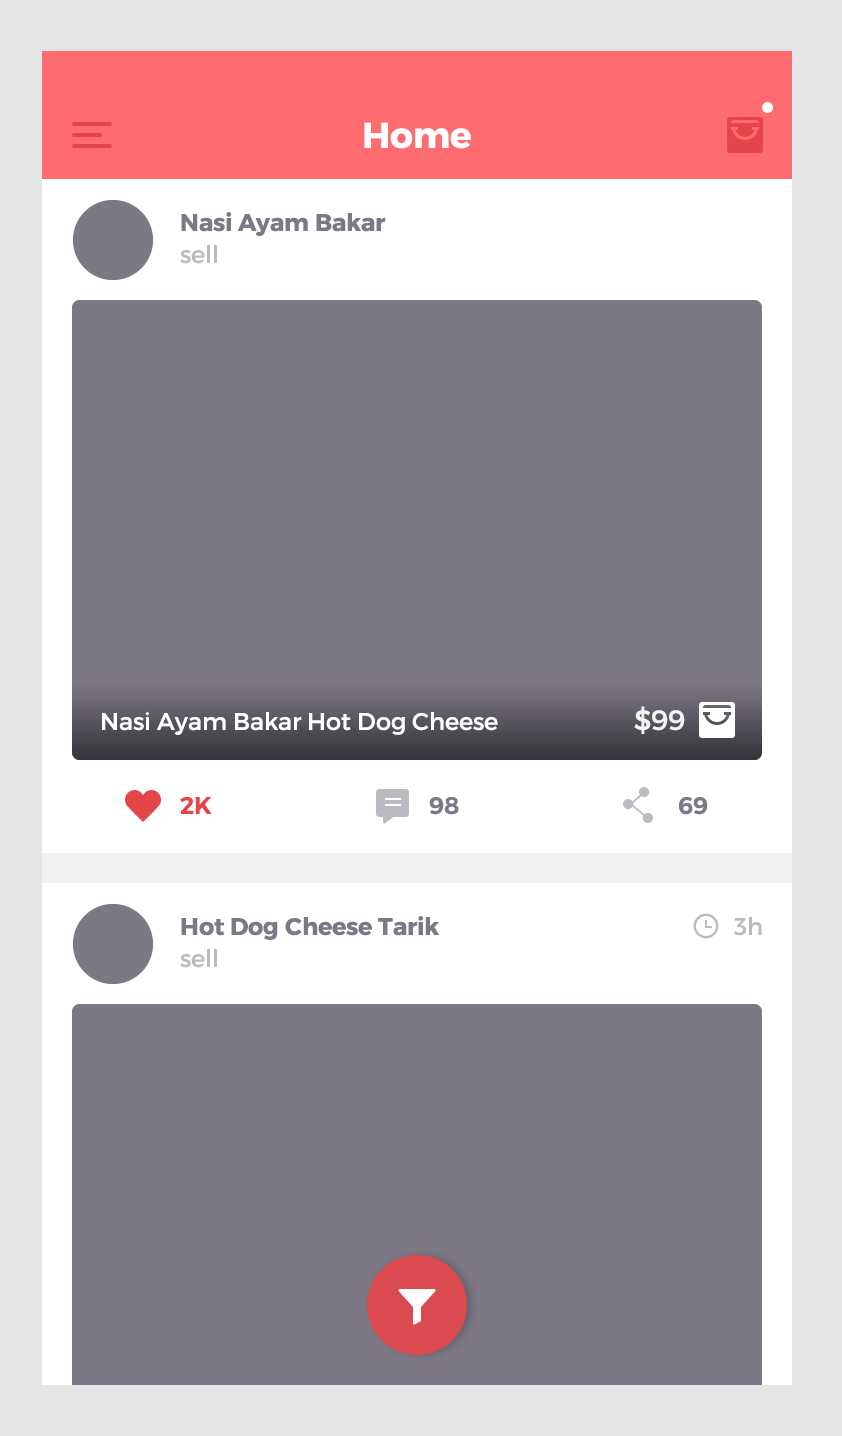 Home
Nasi Ayam Bakar
sell
Nasi Ayam Bakar Hot Dog Cheese
$99
2K
98
69
Hot Dog Cheese Tarik
3h
sell